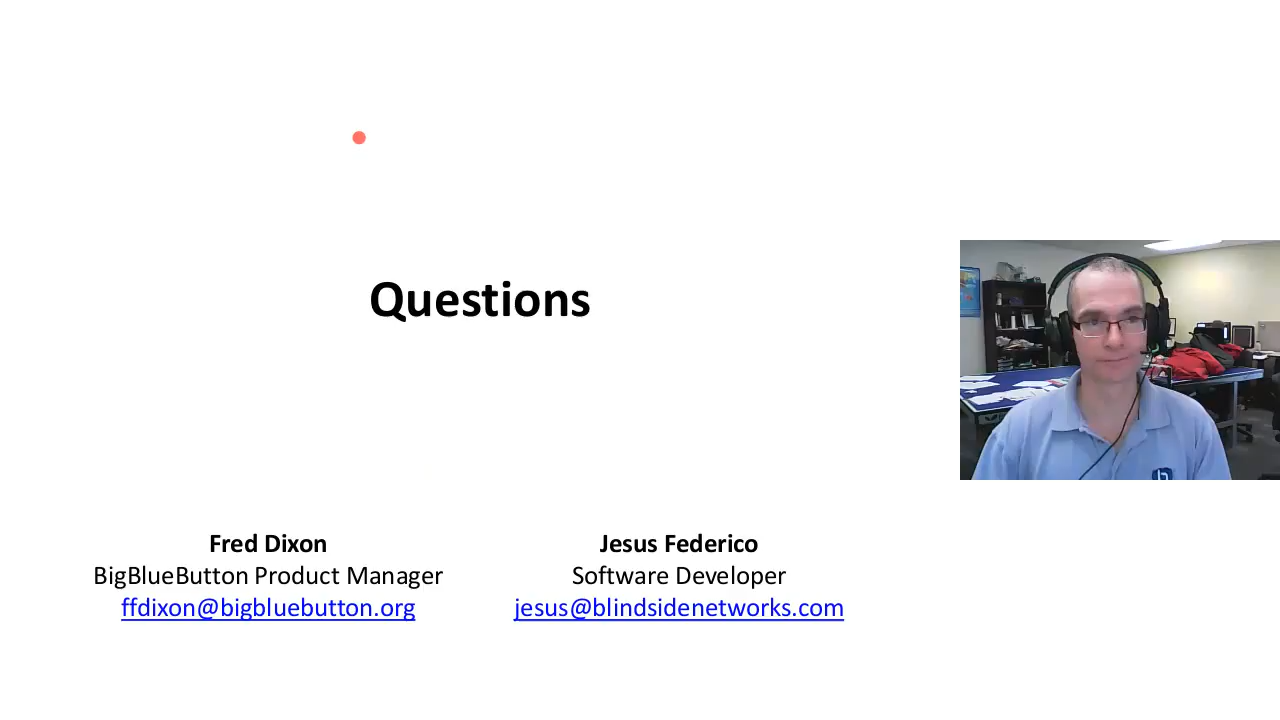 Questions
Fred Dixon
BigBlueButton Product Manager
ffdixon@bigbluebutton.org
Jesus Federico
Software Developer
jesus@blindsidenetworks.com